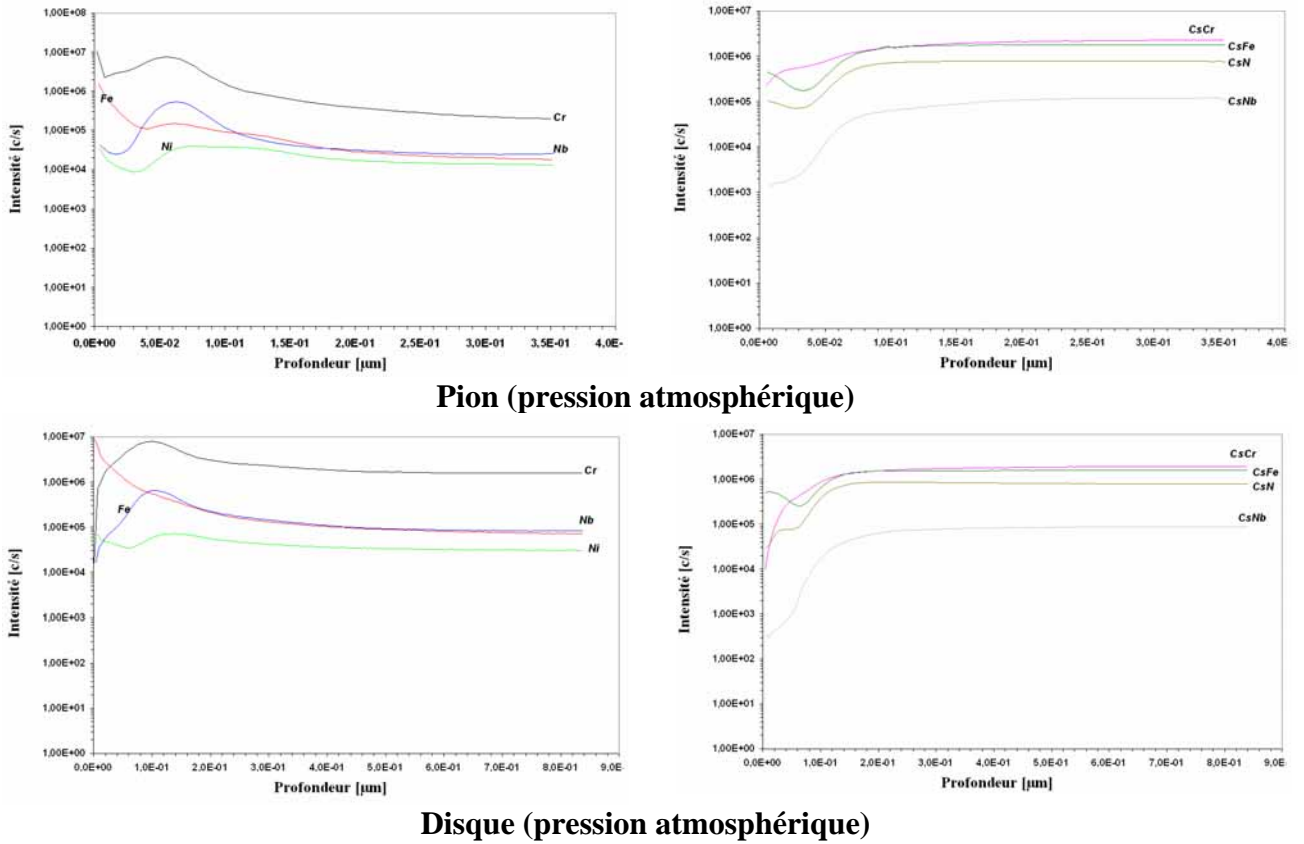 1,00E+08
1,00E+07
1,00E+06
1,00E+05
1,00E+04
1,00E+03
1,00E+02
1,00E+01
1,00E+00
Intensité [c/s]
Fe
Ni
Cr
Nb
0,0E+00 5,0E-02 1,0E-01 1,5E-01 2,0E-01 2,5E-01 3,0E-01 3,5E-01 4,0E-
Profondeur [µm]
1,00E+07
1,00E+06
1,00E+05
1,00E+04
1,00E+03
1,00E+02
1,00E+01
1,00E+00
Intensité [c/s]
CsCr
CsFe
CsN
CsNb
0,0E+00 5,0E-02 1,0E-01 1,5E-01 2,0E-01 2,5E-01 3,0E-01 3,5E-01 4,0E-
Profondeur [µm]
Pion (pression atmosphérique)
1,00E+07
1,00E+06
1,00E+05
1,00E+04
1,00E+03
1,00E+02
1,00E+01
1,00E+00
Intensité [c/s]
Fe
Cr
Nb
Ni
0,0E+00 1,0E-01 2,0E-01 3,0E-01 4,0E-01 5,0E-01 6,0E-01 7,0E-01 8,0E-01 9,0E-
Profondeur [µm]
1,00E+07
1,00E+06
1,00E+05
1,00E+04
1,00E+03
1,00E+02
1,00E+01
1,00E+00
Intensité [c/s]
CsCr
CsFe
CsN
CsNb
0,0E+00 1,0E-01 2,0E-01 3,0E-01 4,0E-01 5,0E-01 6,0E-01 7,0E-01 8,0E-01 9,0E-
Profondeur [µm]
Disque (pression atmosphérique)